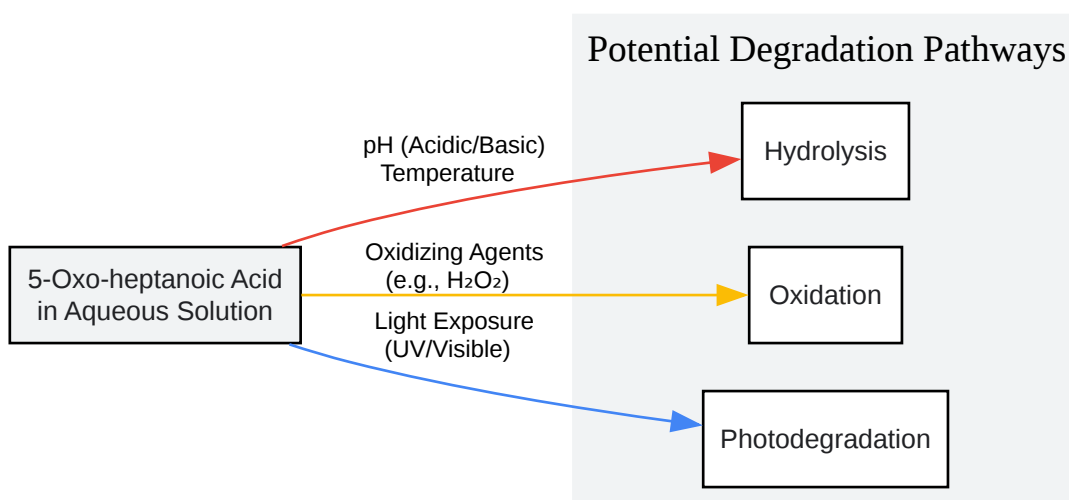 Potential Degradation Pathways
pH (Acidic/Basic)
Temperature
Hydrolysis
5-Oxo-heptanoic Acid
in Aqueous Solution
Oxidizing Agents
(e.g., H₂O₂)
Oxidation
Light Exposure
(UV/Visible)
Photodegradation